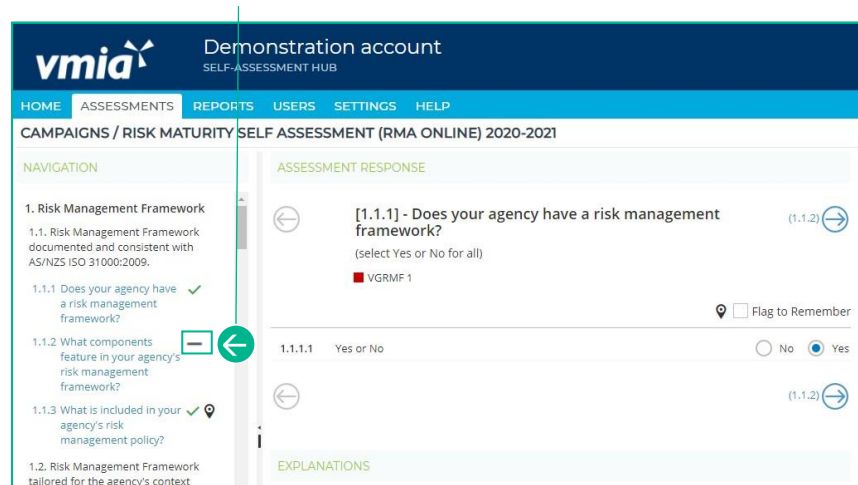 vmia
Demonstration account
SELF-ASSESSMENT HUB
HOME ASSESSMENTS REPORTS USERS SETTINGS HELP
CAMPAIGNS / RISK MATURITY SELF ASSESSMENT (RMA ONLINE) 2020-2021
NAVIGATION
1. Risk Management Framework
1.1. Risk Management Framework
documented and consistent with
AS/NZS ISO 31000:2009.
1.1.1 Does your agency have
a risk management
framework?
1.1.2 What components
feature in your agency's
risk management
framework?
1.1.3 What is included in your
agency's risk
management policy?
1.2. Risk Management Framework
tailored for the agency's context
ASSESSMENT RESPONSE
[1.1.1] - Does your agency have a risk management
framework?
(1.1.2)
(select Yes or No for all)
VGRMF 1
Flag to Remember
1.1.1.1 Yes or No No Yes
(1.1.2)
EXPLANATIONS